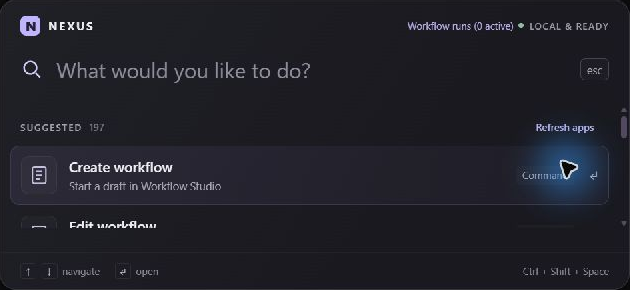 N NEXUS Workflow runs (0 active) LOCAL & READY
What would you like to do? esc
SUGGESTED 197 Refresh apps
Create workflow
Start a draft in Workflow Studio
↵
Edit workflow
↑ ↓ navigate ↵ open Ctrl + Shift + Space